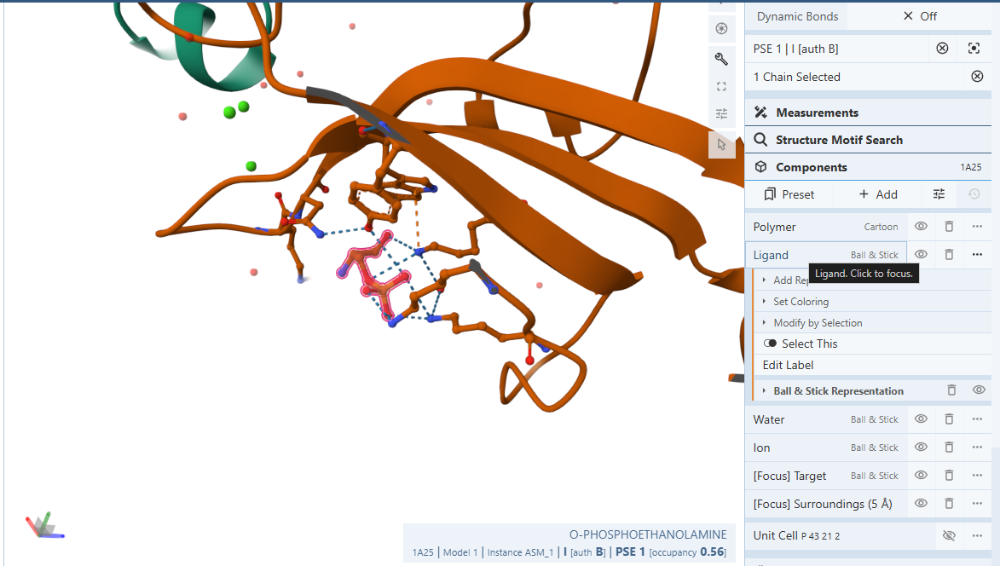 Dynamic Bonds Off
PSE 1 | I [auth B]
1 Chain Selected
Measurements
Structure Motif Search
Components 1A25
Preset + Add
Polymer Cartoon
Ligand Ball & Stick
Ligand. Click to focus.
Add Re
Set Coloring
Modify by Selection
Select This
Edit Label
Ball & Stick Representation
Water Ball & Stick
Ion Ball & Stick
[Focus] Target Ball & Stick
[Focus] Surroundings (5 Å)
Unit Cell P 43 21 2
O-PHOSPHOETHANOLAMINE
1A25 | Model 1 | Instance ASM_1 | I [auth B] | PSE 1 [occupancy 0.56]